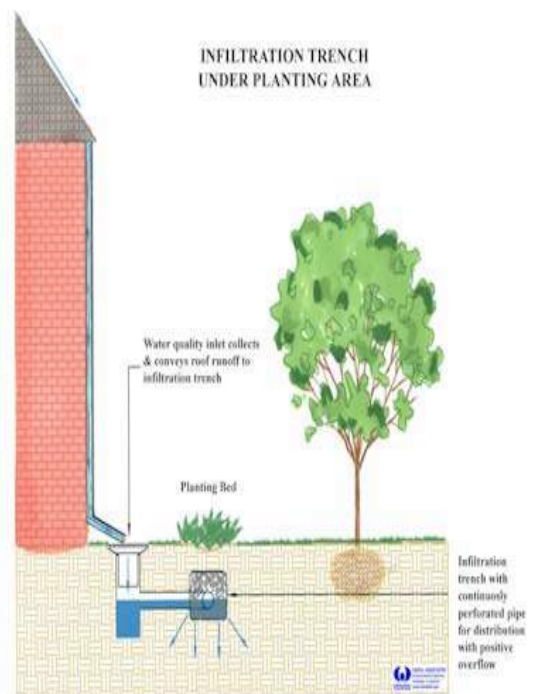 INFILTRATION TRENCH
UNDER PLANTING AREA
Water quality inlet collects
& conveys roof runoff to
infiltration trench
Planting Bed
Infiltration
trench with
continuosly
perforated pipe
for distribution
with positive
overflow